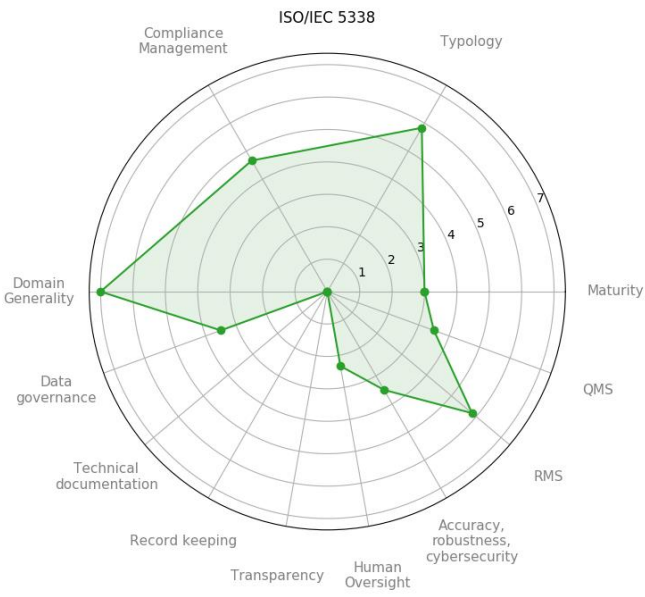 ISO/IEC 5338
Compliance
Management
Typology
7
6
5
4
3
2
1
Domain
Generality
Maturity
Data
governance
QMS
Technical
documentation
RMS
Record keeping
Accuracy,
robustness,
cybersecurity
Transparency
Human
Oversight